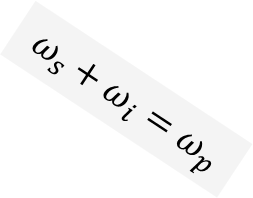 ωₛ + ωᵢ = ωₚ